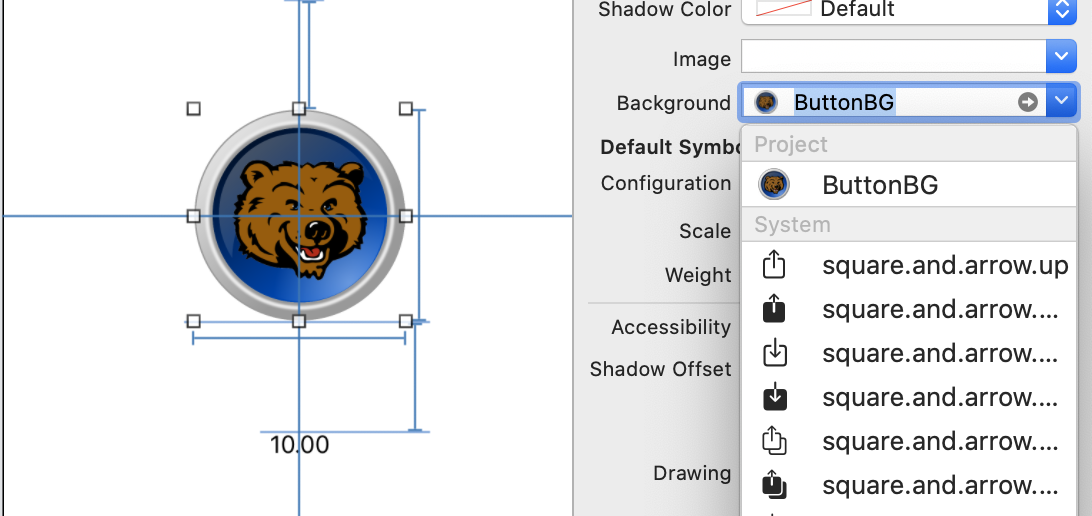 Shadow Color Default
Image
Background ButtonBG
Default Symbo
Project
Configuration ButtonBG
Scale System
square.and.arrow.up
Weight
square.and.arrow....
Accessibility
square.and.arrow....
Shadow Offset
square.and.arrow....
10.00
square.and.arrow....
Drawing
square.and.arrow....